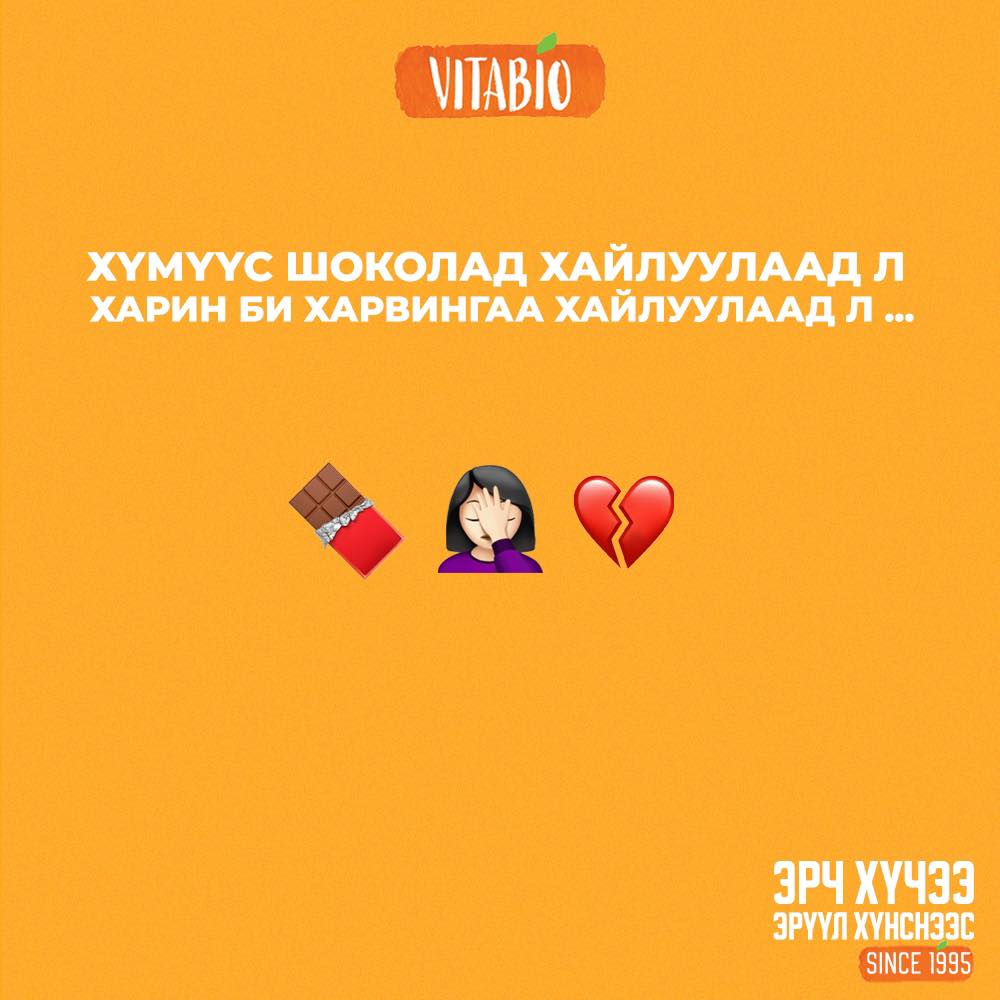 VITABIO
ХҮМҮҮС ШОКОЛАД ХАЙЛУУЛААД Л
ХАРИН БИ ХАРВИНГАА ХАЙЛУУЛААД Л ...
ЭРЧ ХҮЧЭЭ
ЭРҮҮЛ ХҮНСНЭЭС
SINCE 1995